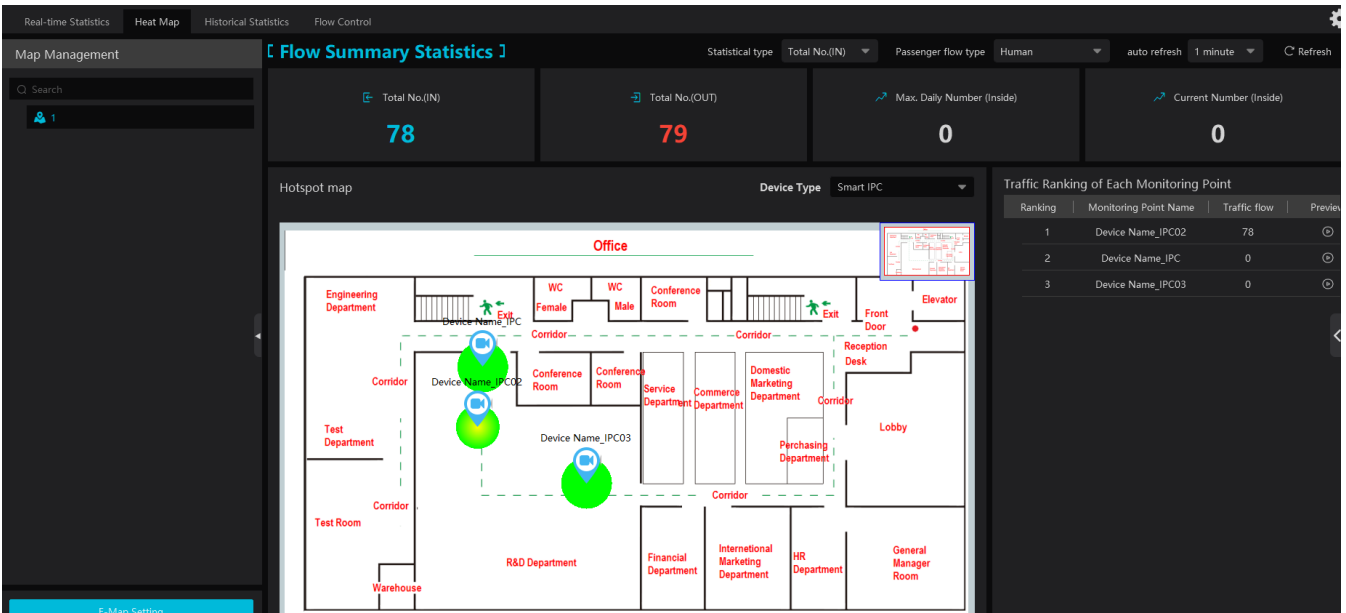 Real-time Statistics Heat Map Historical Statistics Flow Control
Map Management
Search
1
[ Flow Summary Statistics ]
Statistical type Total No.(IN) Passenger flow type Human auto refresh 1 minute Refresh
Total No.(IN)
78
Total No.(OUT)
79
Max. Daily Number (Inside)
0
Current Number (Inside)
0
Hotspot map
Device Type Smart IPC
Office
Engineering
Department
Exit
WC
Female
WC
Male
Conference
Room
Exit
Front
Door
Elevator
Device Name_IPC
Corridor
Corridor
Reception
Desk
Corridor
Device Name_IPC02
Conference
Room
Conference
Room
Service
Department
Commerce
Department
Domestic
Marketing
Department
Corridor
Lobby
Test
Department
Device Name_IPC03
Perchasing
Department
Corridor
Corridor
Test Room
R&D Department
Financial
Department
Internetional
Marketing
Department
HR
Department
General
Manager
Room
Warehouse
Traffic Ranking of Each Monitoring Point
Ranking Monitoring Point Name Traffic flow
1 Device Name_IPC02 78
2 Device Name_IPC 0
3 Device Name_IPC03 0
E-Map Setting